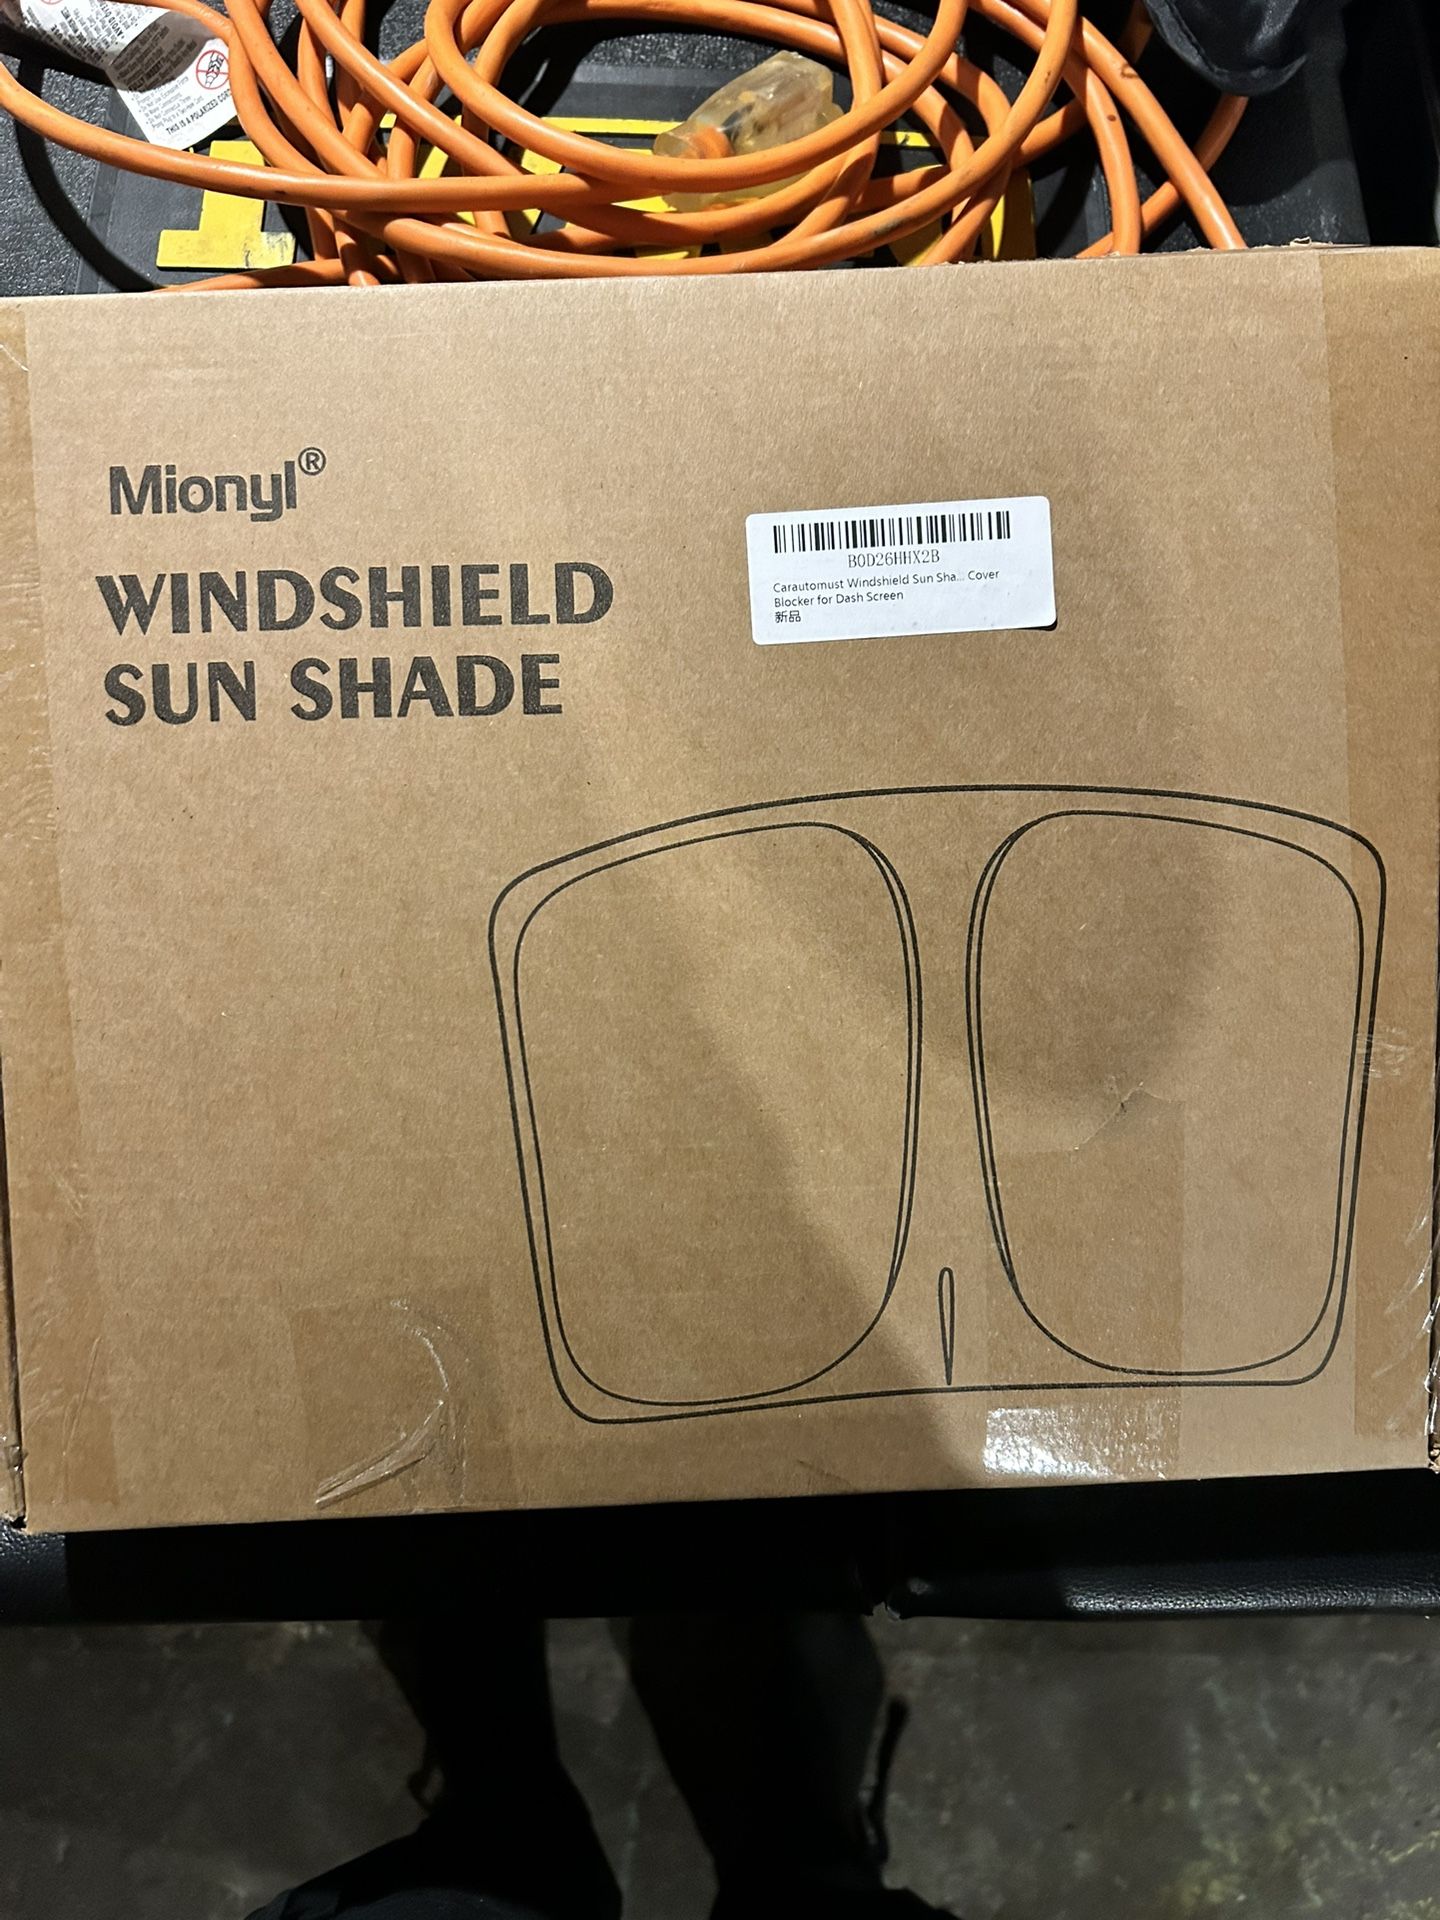 THIS IS A POLARIZED CORD
Mionyl®
WINDSHIELD
SUN SHADE
B0D26HHX2B
Carautomust Windshield Sun Sha... Cover
Blocker for Dash Screen
新品